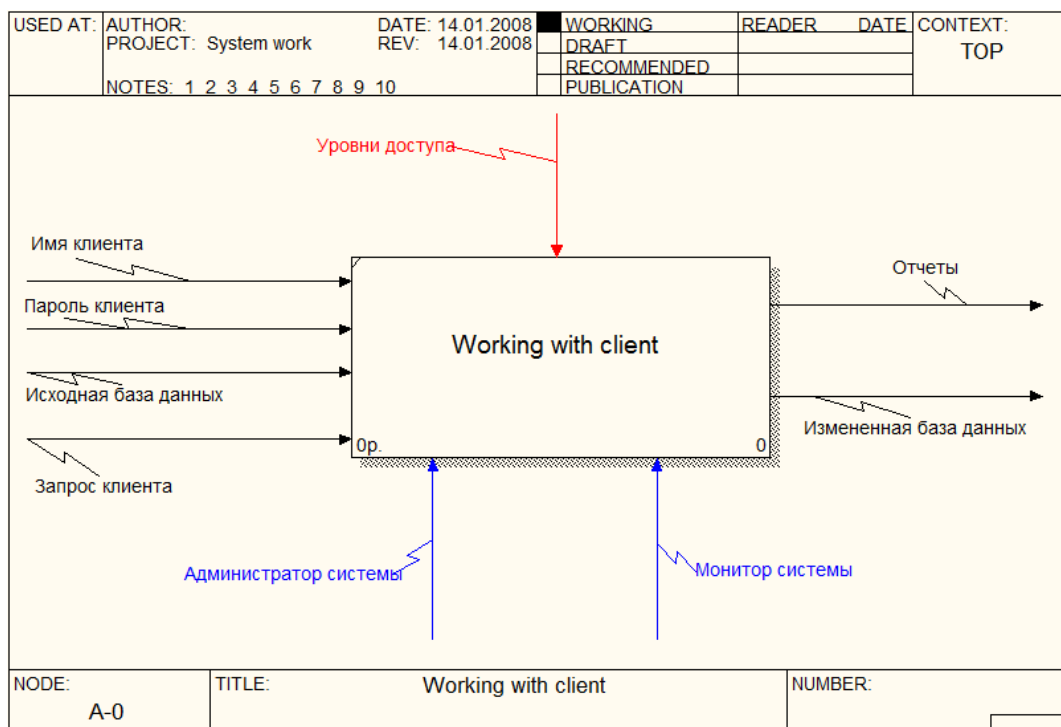 USED AT:
AUTHOR:
DATE: 14.01.2008
PROJECT: System work
REV: 14.01.2008
NOTES: 1 2 3 4 5 6 7 8 9 10
WORKING
DRAFT
RECOMMENDED
PUBLICATION
READER DATE
CONTEXT:
TOP
Уровни доступа
Имя клиента
Пароль клиента
Исходная база данных
Запрос клиента
Working with client
0р.
0
Отчеты
Измененная база данных
Администратор системы
Монитор системы
NODE:
A-0
TITLE:
Working with client
NUMBER: